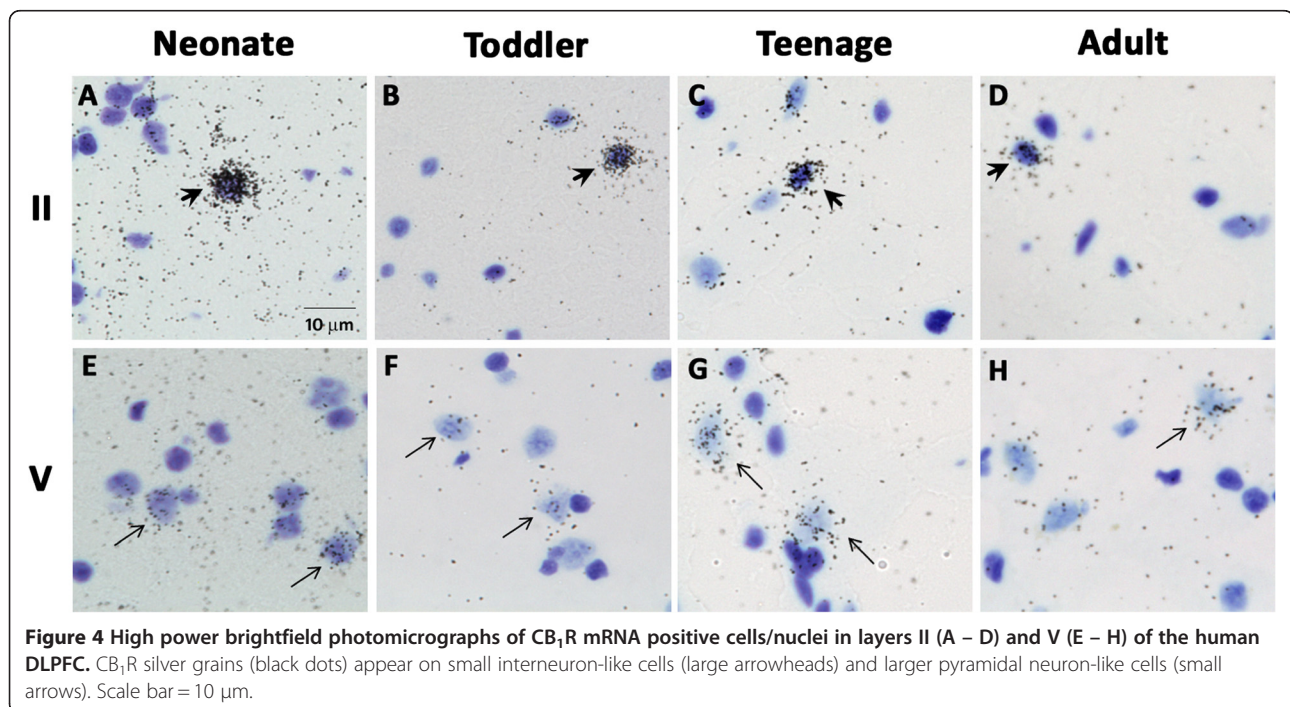 Neonate Toddler Teenage Adult
II
A B C D
10 µm
V
E F G H
Figure 4 High power brightfield photomicrographs of CB₁R mRNA positive cells/nuclei in layers II (A – D) and V (E – H) of the human
DLPFC. CB₁R silver grains (black dots) appear on small interneuron-like cells (large arrowheads) and larger pyramidal neuron-like cells (small
arrows). Scale bar = 10 µm.